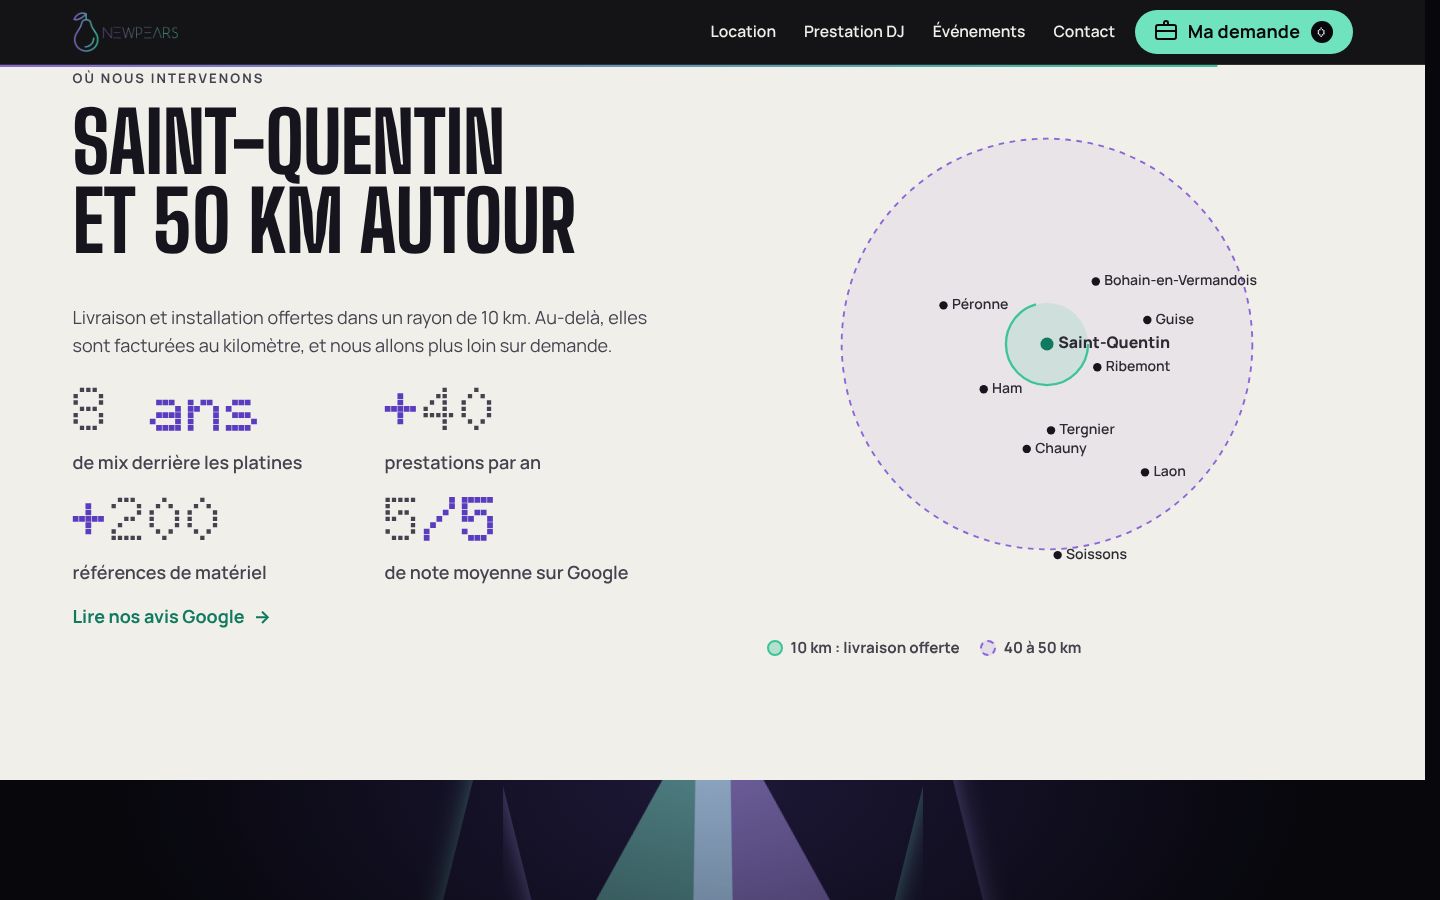 NEWPEARS
Location
Prestation DJ
Événements
Contact
Ma demande
0
OÙ NOUS INTERVENONS
SAINT-QUENTIN
ET 50 KM AUTOUR
Livraison et installation offertes dans un rayon de 10 km. Au-delà, elles
sont facturées au kilomètre, et nous allons plus loin sur demande.
8 ans
de mix derrière les platines
+40
prestations par an
+200
références de matériel
5/5
de note moyenne sur Google
Lire nos avis Google →
Bohain-en-Vermandois
Péronne
Guise
Saint-Quentin
Ribemont
Ham
Tergnier
Chauny
Laon
Soissons
10 km : livraison offerte
40 à 50 km